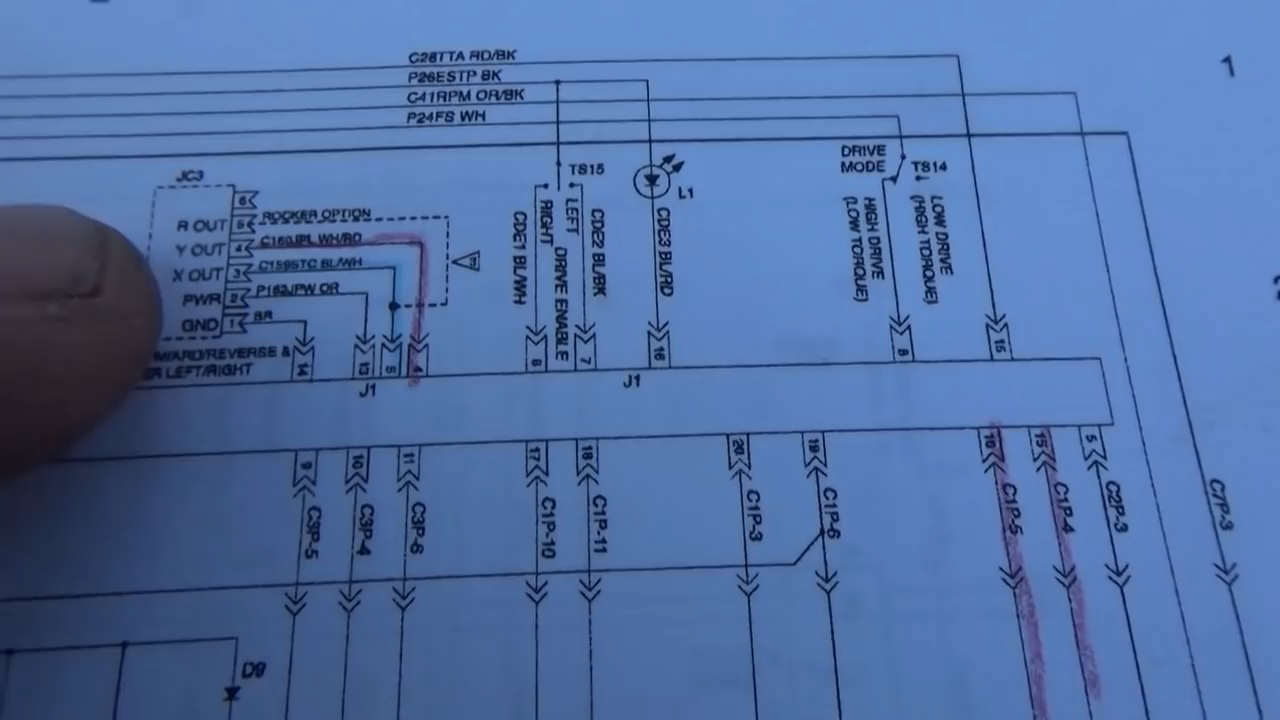 C28TTA RD/BK
P26ESTP BK
C41RPM OR/BK
P24FS WH
1
JC3
6
R OUT 5 ROCKER OPTION
Y OUT 4 C160JPL WH/RD
X OUT 3 C159STC BL/WH
PWR 2 P162JPW OR
GND 1 BR
/REVERSE &
LEFT/RIGHT
14
13
5
4
J1
TS15
CDE1 BL/WH
RIGHT
LEFT
DRIVE ENABLE
CDE2 BL/BK
7
L1
CDE3 BL/RD
16
J1
DRIVE
MODE
TS14
HIGH DRIVE
(LOW TORQUE)
LOW DRIVE
(HIGH TORQUE)
15
9
C3P-5
10
C3P-4
11
C3P-6
17
C1P-10
18
C1P-11
20
C1P-3
19
C1P-6
C1P-5
15
C1P-4
5
C2P-3
C7P-3
D9